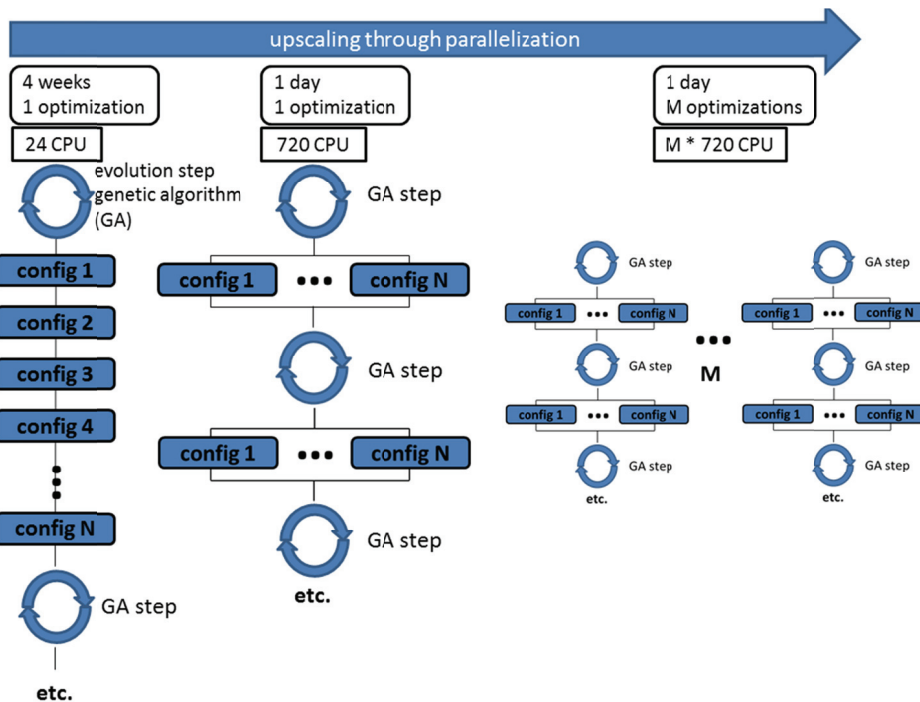 upscaling through parallelization
4 weeks
1 optimization
24 CPU
evolution step
genetic algorithm
(GA)
config 1
config 2
config 3
config 4
config N
GA step
etc.
1 day
1 optimization
720 CPU
GA step
config 1 ••• config N
GA step
config 1 ••• config N
GA step
etc.
1 day
M optimizations
M * 720 CPU
GA step
config 1 ••• config N
GA step
config 1 ••• config N
GA step
etc.
•••
M
GA step
config 1 ••• config N
GA step
config 1 ••• config N
GA step
etc.